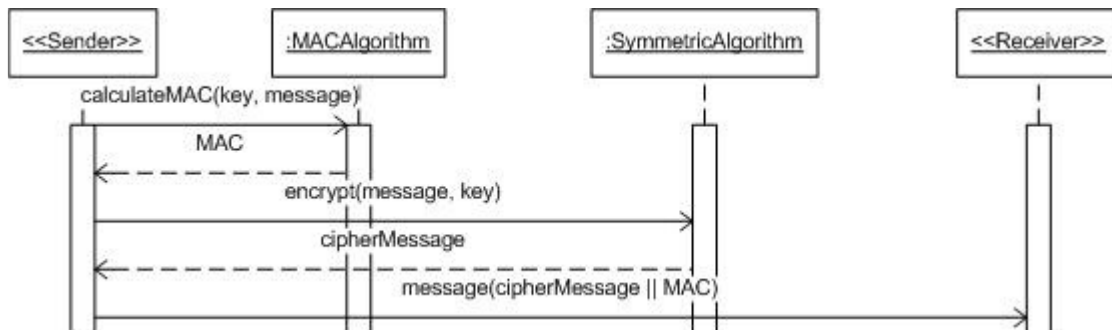 <<Sender>>
:MACAlgorithm
:SymmetricAlgorithm
<<Receiver>>
calculateMAC(key, message)
MAC
encrypt(message, key)
cipherMessage
message(cipherMessage || MAC)